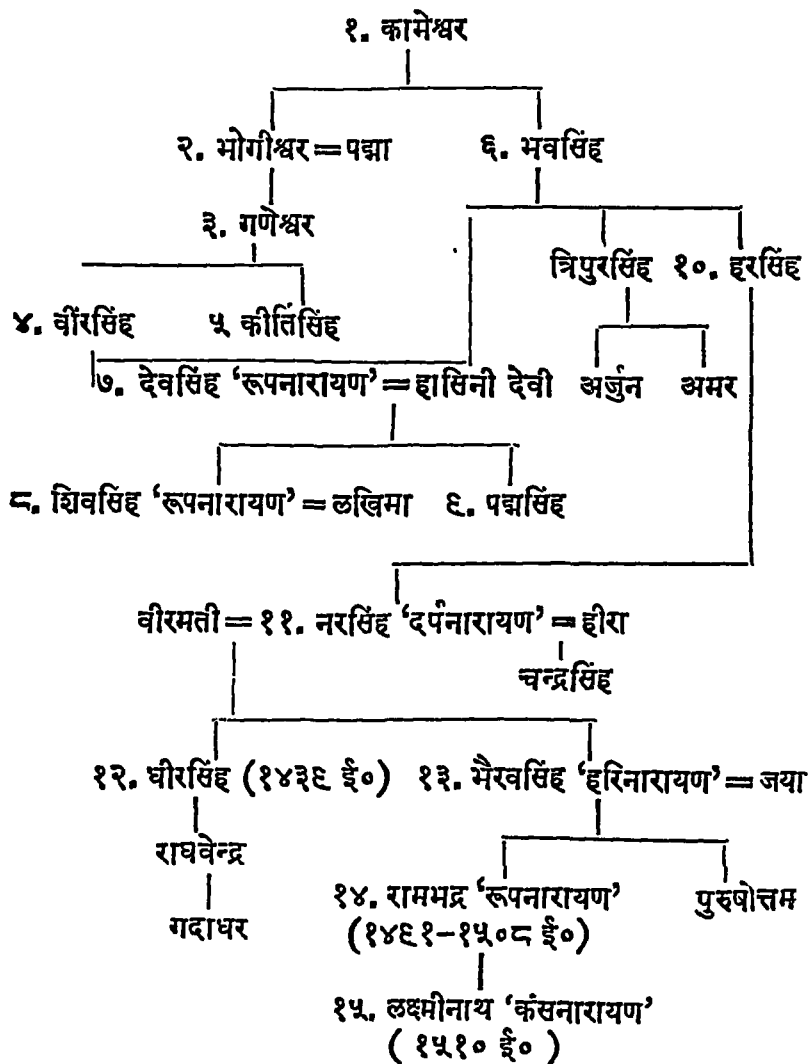 १. कामेश्वर
२. भोगीश्वर = पद्मा ६. भवसिंह
३. गणेश्वर
त्रिपुरसिंह १०. हरसिंह
४. वीरसिंह ५ कीर्तिसिंह
७. देवसिंह ‘रूपनारायण’ = हासिनी देवी अर्जुन अमर
८. शिवसिंह ‘रूपनारायण’ = लखिमा ९. पद्मसिंह
वीरमती = ११. नरसिंह ‘दर्पनारायण’ = हीरा
चन्द्रसिंह
१२. धीरसिंह (१४३९ ई०) १३. भैरवसिंह ‘हरिनारायण’ = जया
राघवेन्द्र
१४. रामभद्र ‘रूपनारायण’ पुरुषोत्तम
गदाधर
(१४९१-१५०८ ई०)
१५. लक्ष्मीनाथ ‘कंसनारायण’
( १५१० ई० )